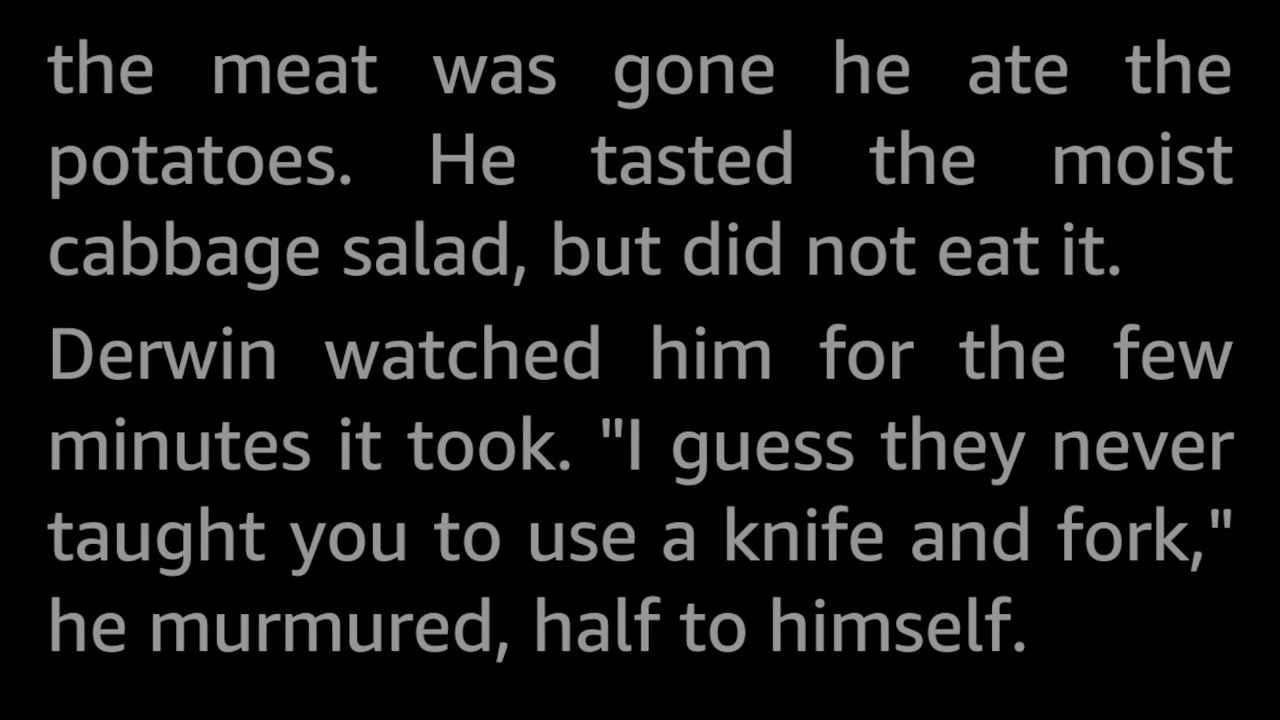 the meat was gone he ate the
potatoes. He tasted the moist
cabbage salad, but did not eat it.
Derwin watched him for the few
minutes it took. "I guess they never
taught you to use a knife and fork,"
he murmured, half to himself.